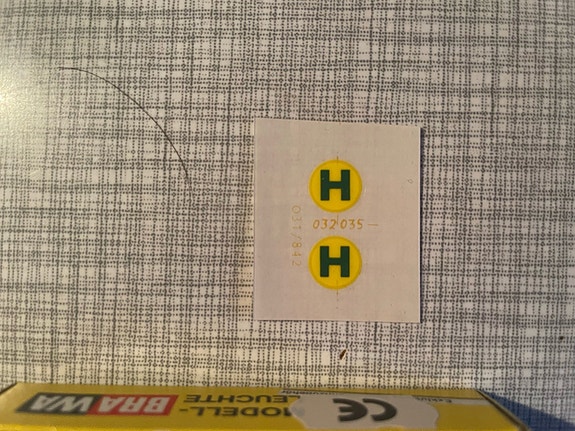 H
032 035 —
H
031/842
MODELL-
LEUCHTE
BRAWA
CE